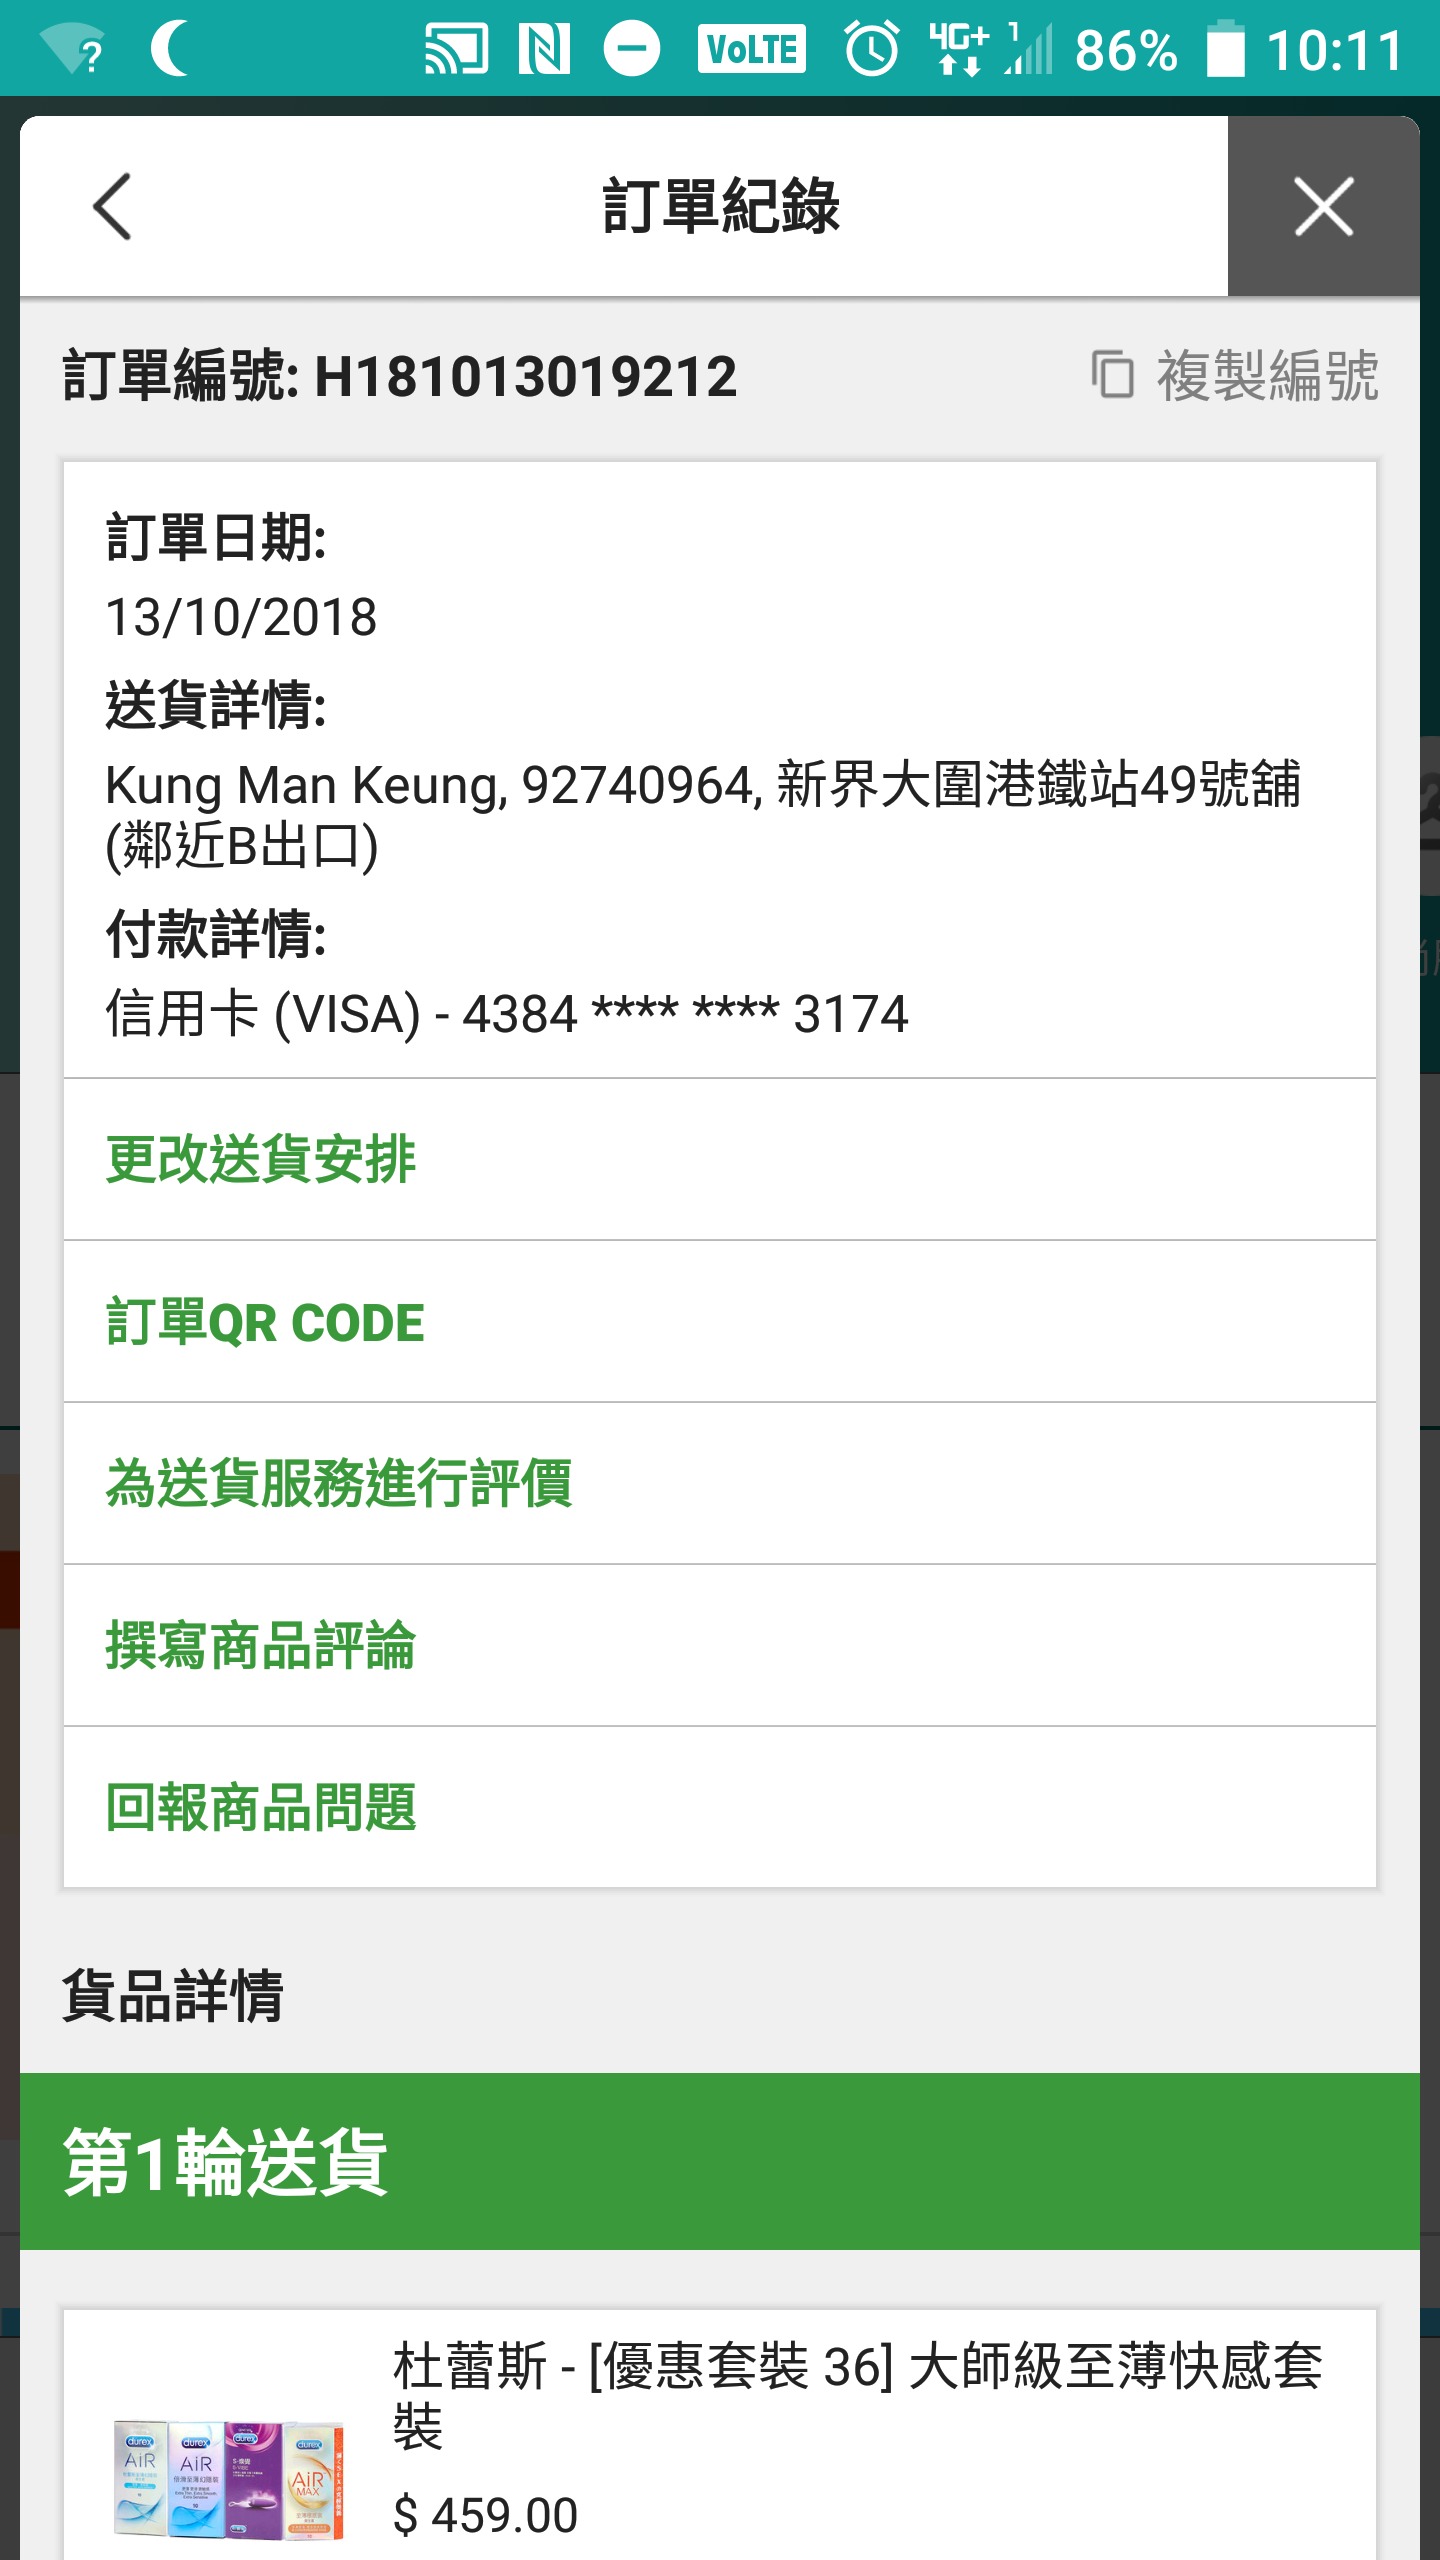 VoLTE 4G+ 1 86% 10:11
訂單紀錄
訂單編號: H181013019212 複製編號
訂單日期:
13/10/2018
送貨詳情:
Kung Man Keung, 92740964, 新界大圍港鐵站49號舖
(鄰近B出口)
付款詳情:
信用卡 (VISA) - 4384 **** **** 3174
更改送貨安排
訂單QR CODE
為送貨服務進行評價
撰寫商品評論
回報商品問題
貨品詳情
第1輪送貨
杜蕾斯 - [優惠套裝 36] 大師級至薄快感套
裝
durex durex durex durex
AiR AiR AiR
MAX
$ 459.00